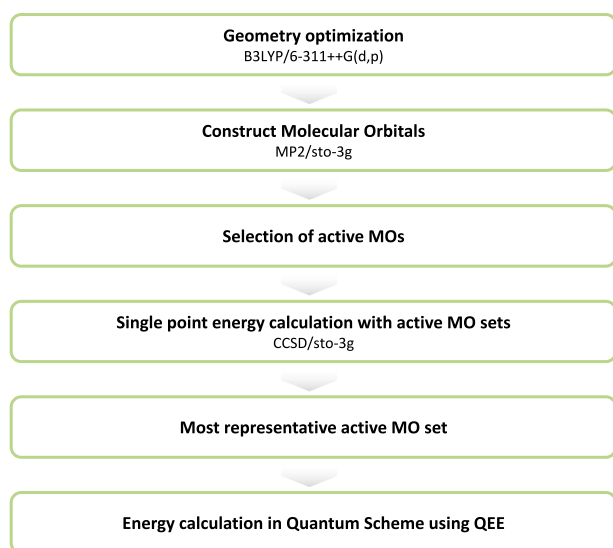 Geometry optimization
B3LYP/6-311++G(d,p)
Construct Molecular Orbitals
MP2/sto-3g
Selection of active MOs
Single point energy calculation with active MO sets
CCSD/sto-3g
Most representative active MO set
Energy calculation in Quantum Scheme using QEE